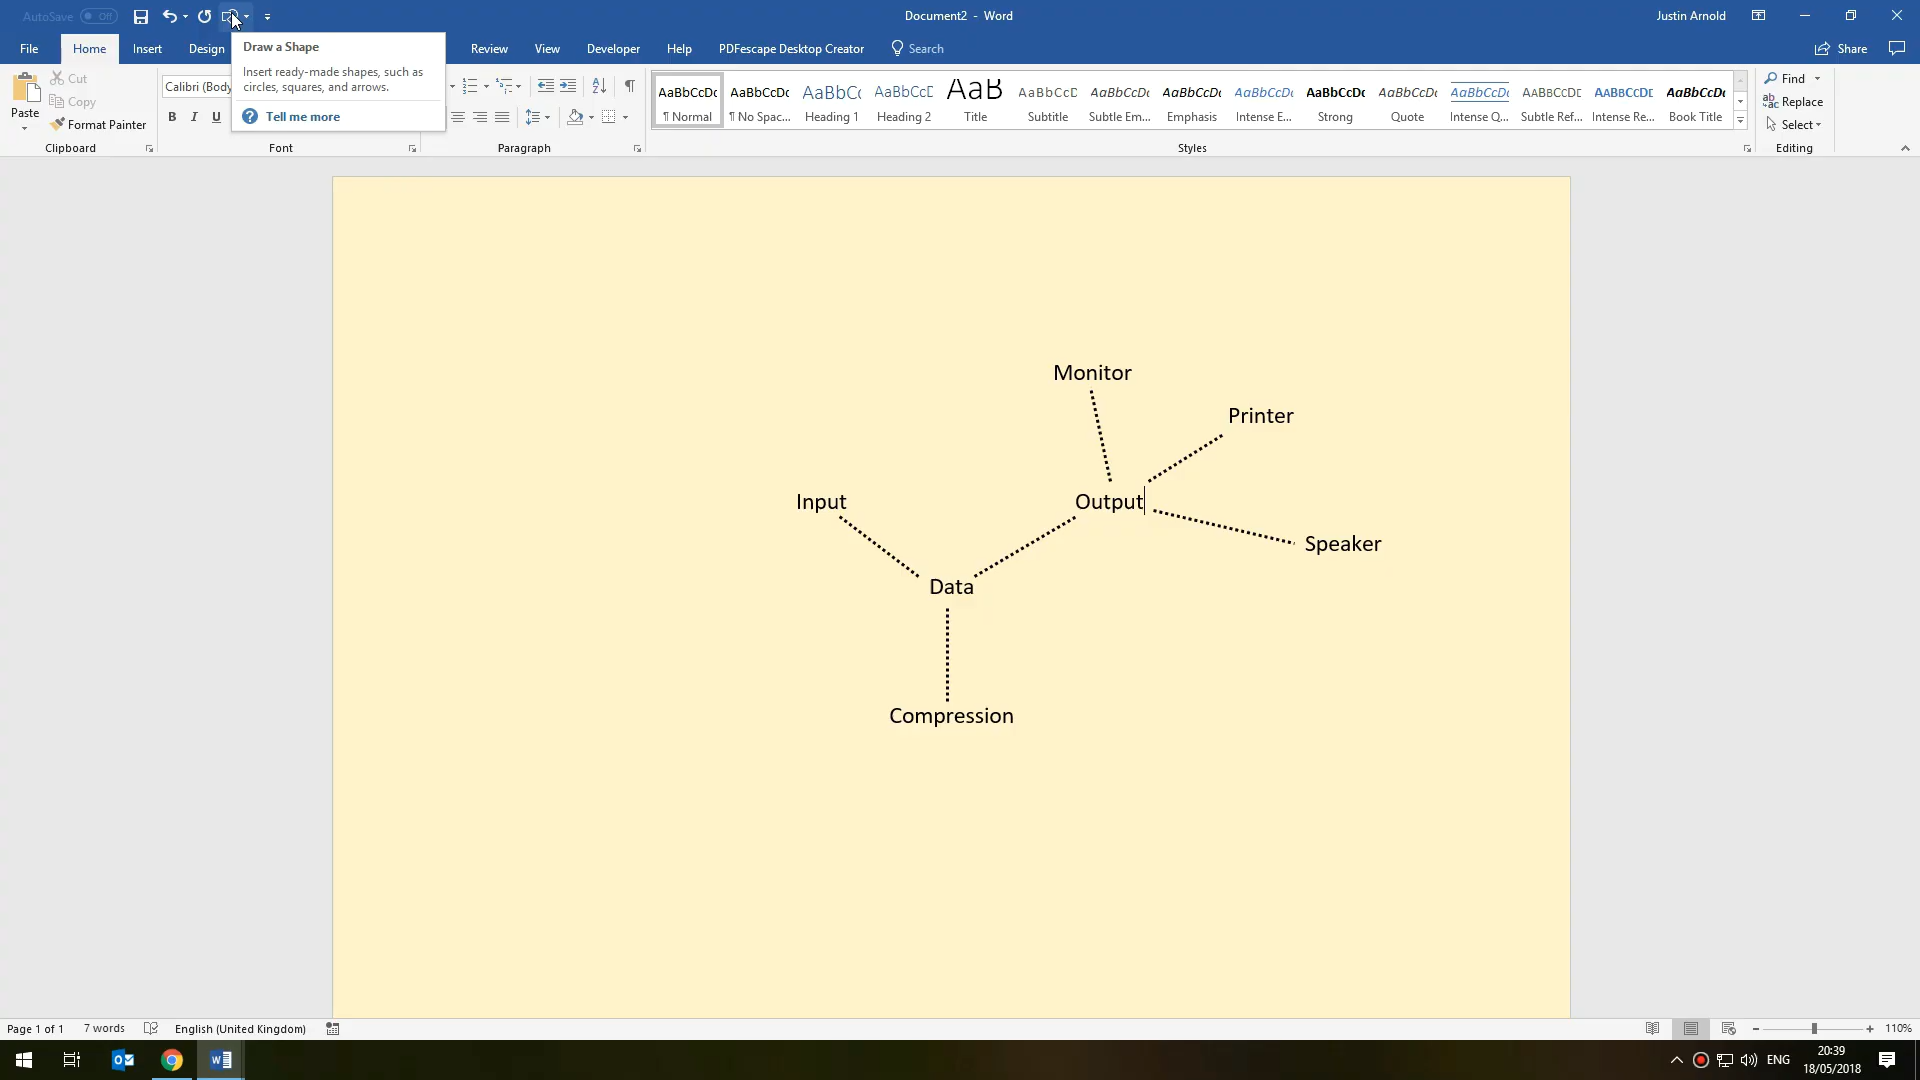 AutoSave Off
Document2 - Word
Justin Arnold
File Home Insert Design Review View Developer Help PDFescape Desktop Creator Search Share
Draw a Shape
Insert ready-made shapes, such as
circles, squares, and arrows.
Tell me more
Paste
Cut
Copy
Format Painter
Clipboard
Calibri (Body
B I U
Font
Paragraph
AaBbCcDc AaBbCcDc AaBbCc AaBbCcD AaB AaBbCcD AaBbCcDc AaBbCcDc AaBbCcDc AaBbCcDc AaBbCcDc AaBbCcDc AABBCCDE AABBCCDE AaBbCcDc
¶ Normal ¶ No Spac... Heading 1 Heading 2 Title Subtitle Subtle Em... Emphasis Intense E... Strong Quote Intense Q... Subtle Ref... Intense Re... Book Title
Styles
Find
Replace
Select
Editing
Monitor
Printer
Input
Output
Speaker
Data
Compression
Page 1 of 1 7 words English (United Kingdom) 110%
ENG
20:39
18/05/2018